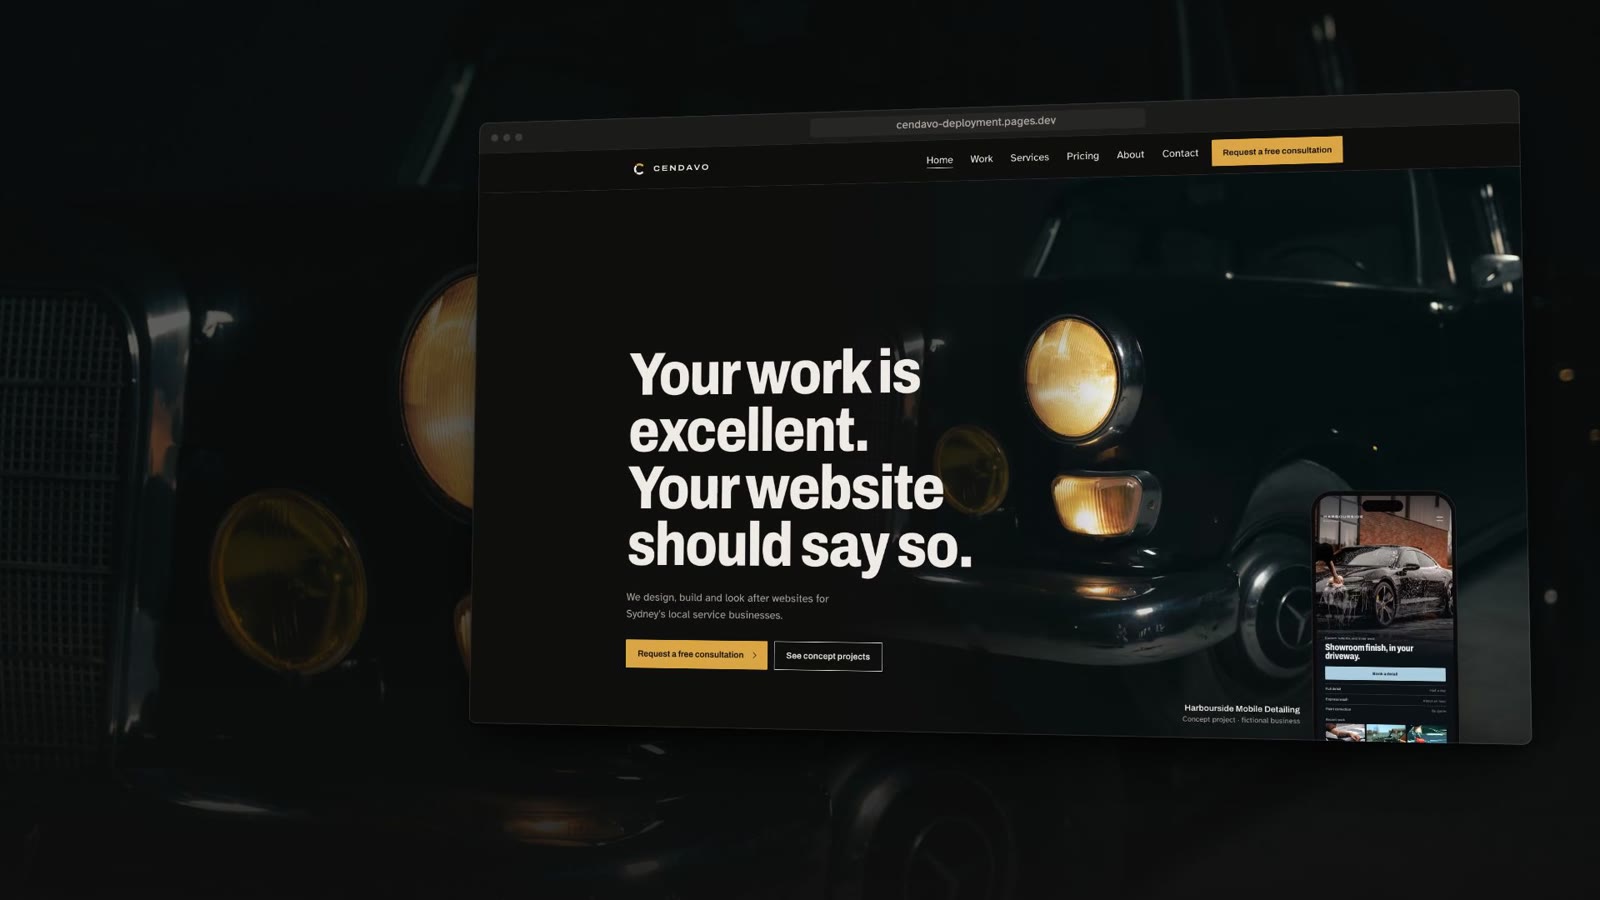 cendavo-deployment.pages.dev
CENDAVO
Home Work Services Pricing About Contact Request a free consultation
Your work is
excellent.
Your website
should say so.
We design, build and look after websites for
Sydney's local service businesses.
Request a free consultation
See concept projects
Harbourside Mobile Detailing
Concept project · fictional business
Showroom finish, in your
driveway.
Book a detail